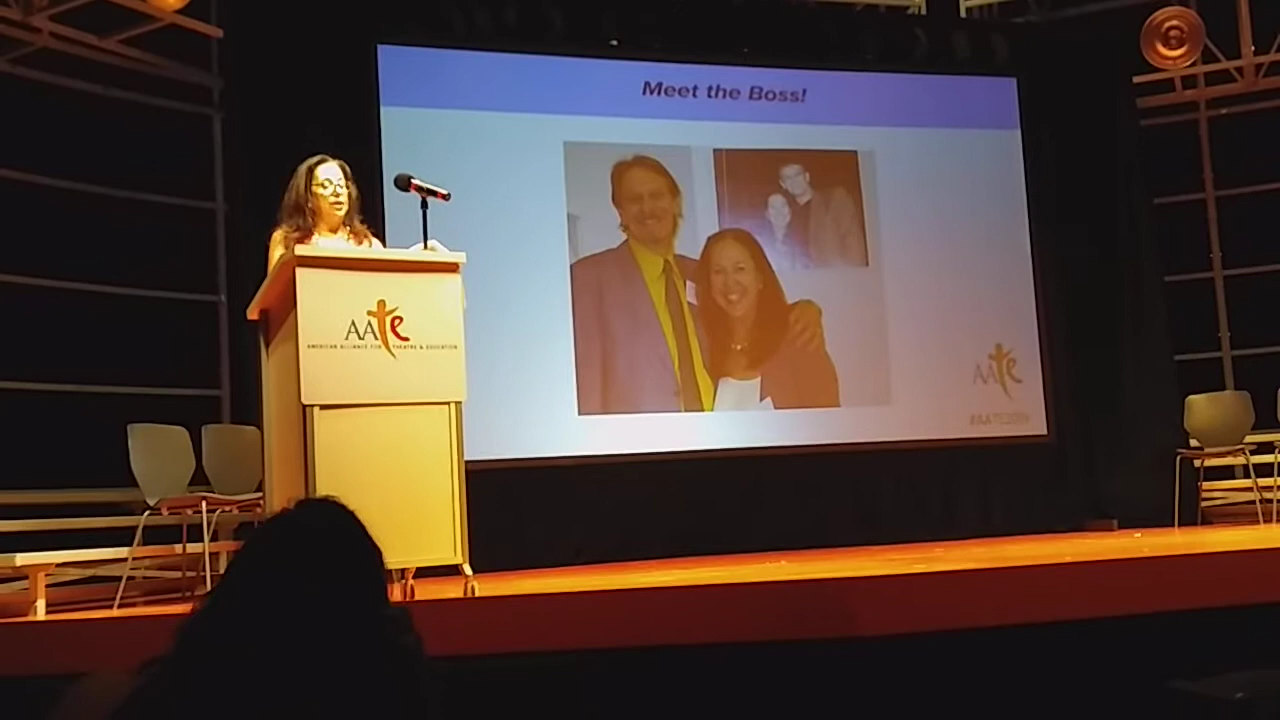 Meet the Boss!
AATE
AMERICAN ALLIANCE FOR THEATRE & EDUCATION
AATE